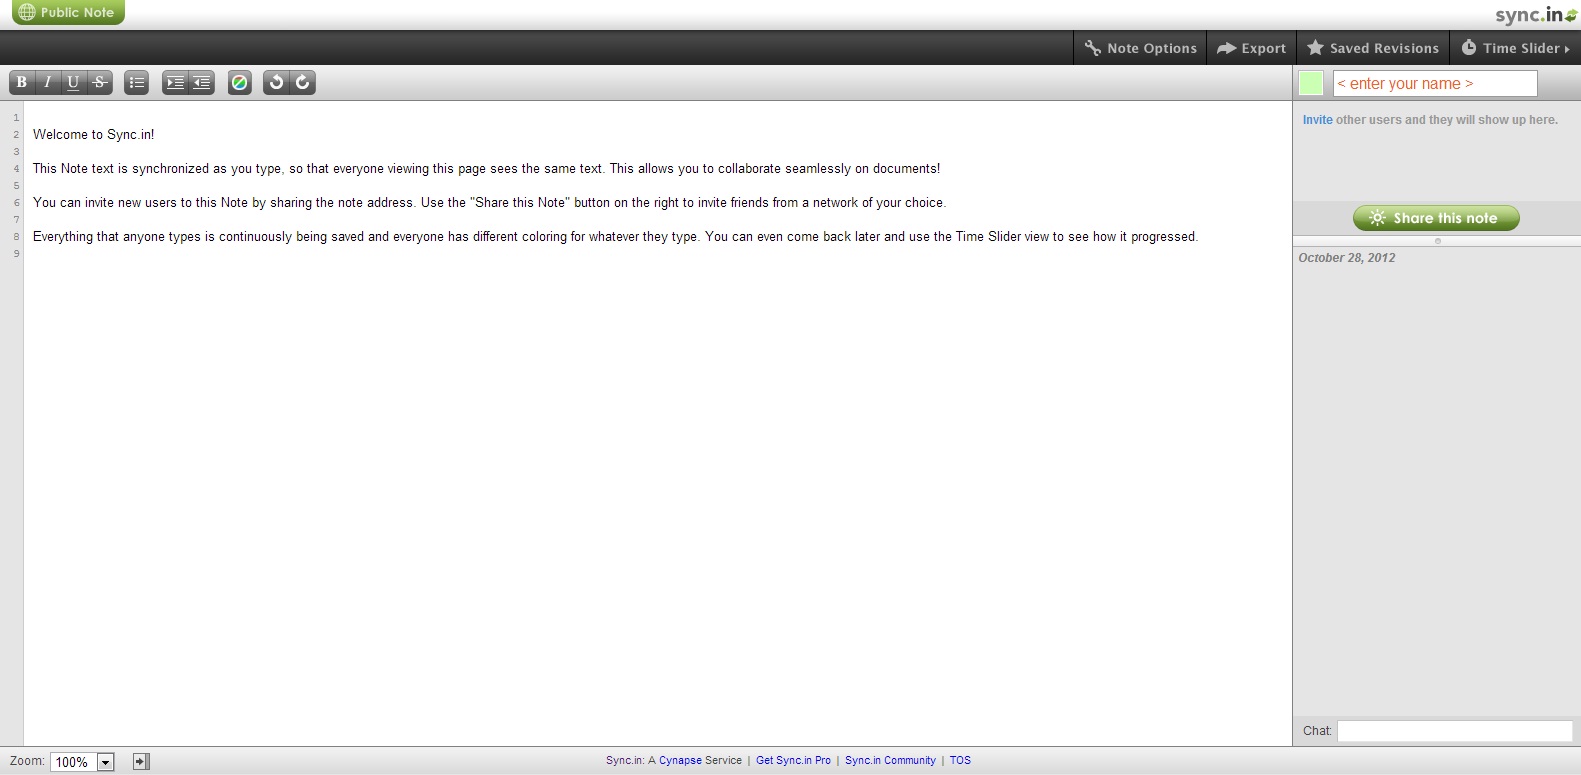 Public Note
sync.in
Note Options
Export
Saved Revisions
Time Slider
B I U S
< enter your name >
Invite other users and they will show up here.
Share this note
October 28, 2012
1
2 Welcome to Sync.in!
3
4 This Note text is synchronized as you type, so that everyone viewing this page sees the same text. This allows you to collaborate seamlessly on documents!
5
6 You can invite new users to this Note by sharing the note address. Use the "Share this Note" button on the right to invite friends from a network of your choice.
7
8 Everything that anyone types is continuously being saved and everyone has different coloring for whatever they type. You can even come back later and use the Time Slider view to see how it progressed.
9
Chat:
Zoom: 100%
Sync.in: A Cynapse Service | Get Sync.in Pro | Sync.in Community | TOS